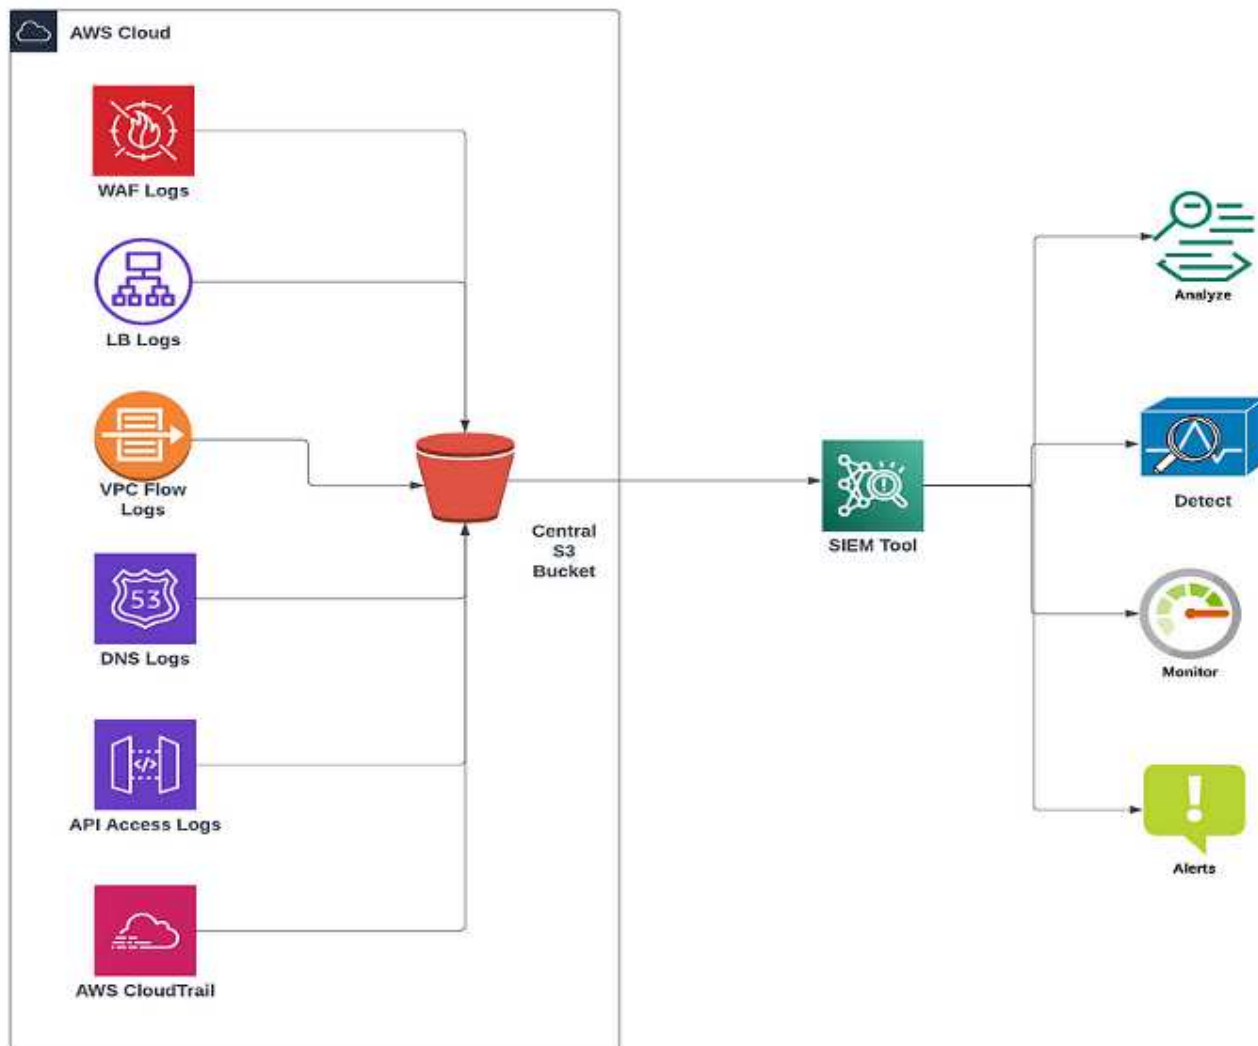 AWS Cloud
WAF Logs
LB Logs
VPC Flow
Logs
53
DNS Logs
</>
API Access Logs
AWS CloudTrail
Central
S3
Bucket
!
SIEM Tool
Analyze
Detect
Monitor
!
Alerts